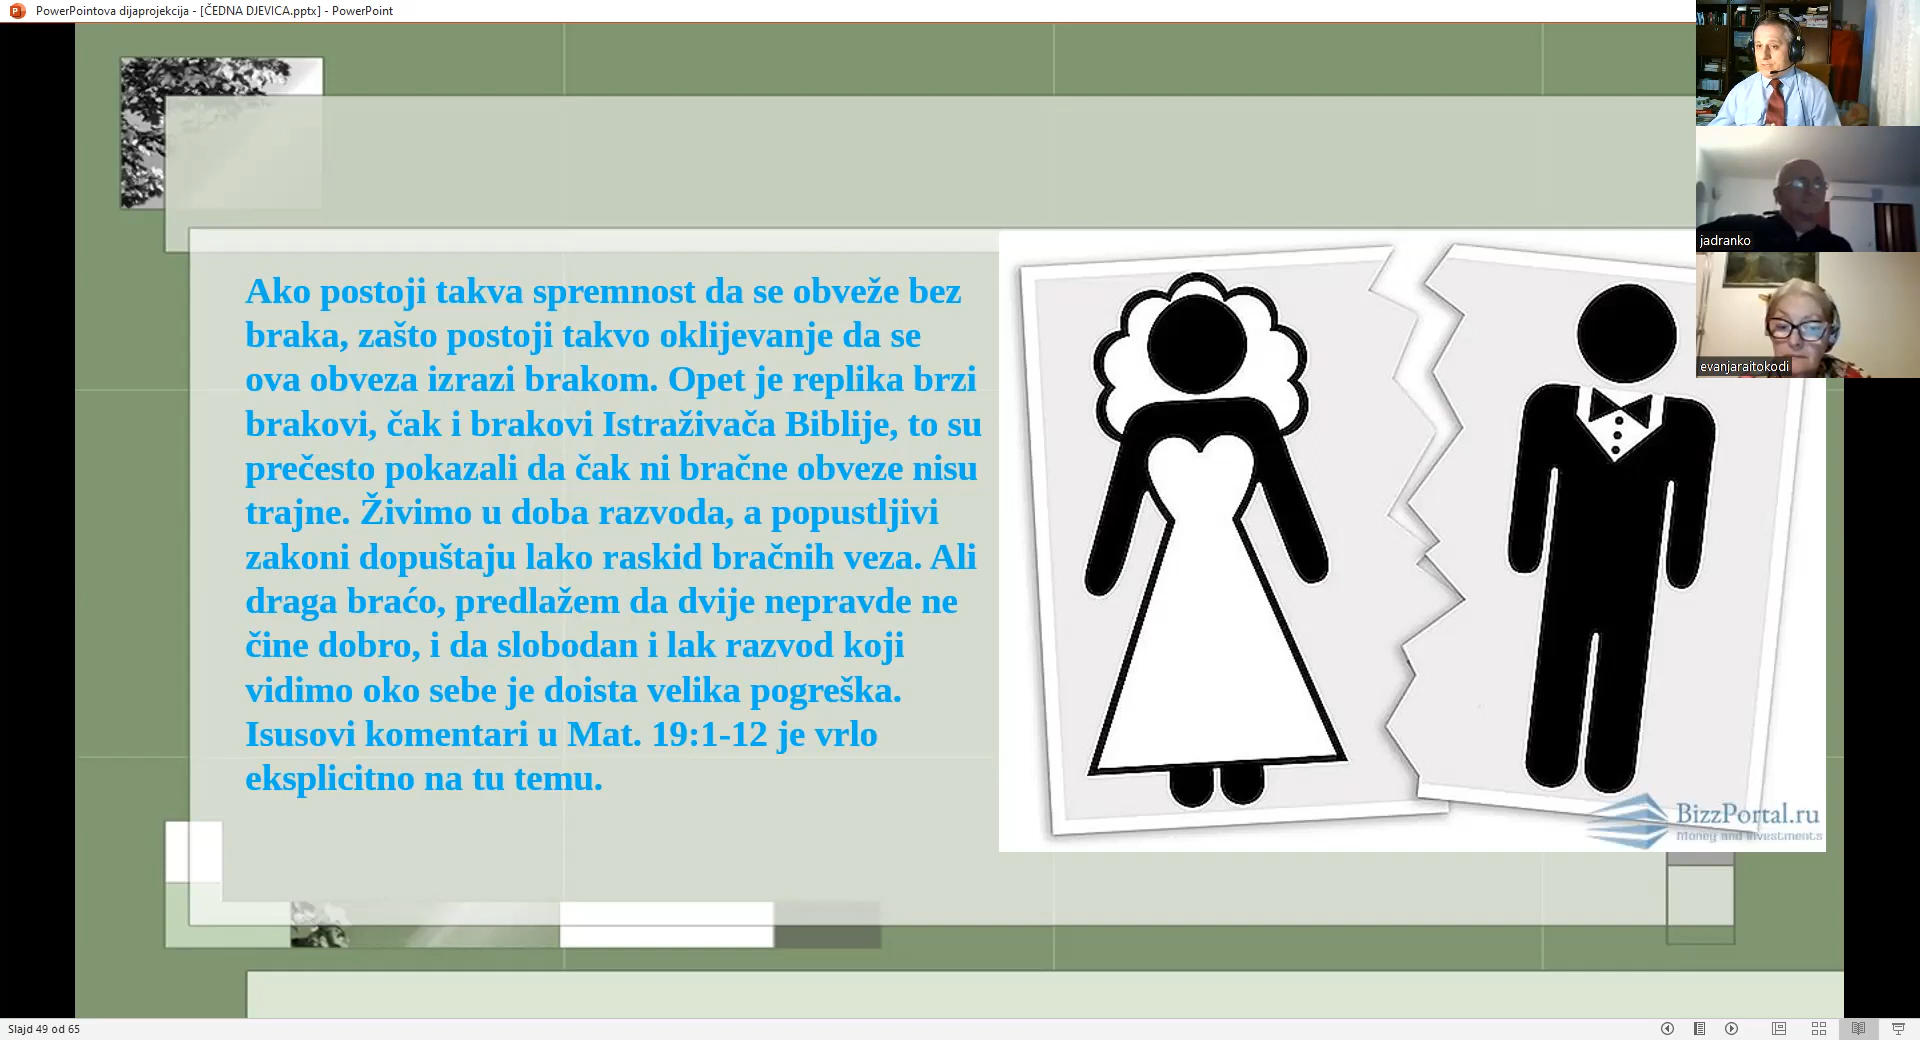 PowerPointova dijaprojekcija - [ČEDNA DJEVICA.pptx] - PowerPoint
Ako postoji takva spremnost da se obveže bez
braka, zašto postoji takvo oklijevanje da se
ova obveza izrazi brakom. Opet je replika brzi
brakovi, čak i brakovi Istraživača Biblije, to su
prečesto pokazali da čak ni bračne obveze nisu
trajne. Živimo u doba razvoda, a popustljivi
zakoni dopuštaju lako raskid bračnih veza. Ali
draga braćo, predlažem da dvije nepravde ne
čine dobro, i da slobodan i lak razvod koji
vidimo oko sebe je doista velika pogreška.
Isusovi komentari u Mat. 19:1-12 je vrlo
eksplicitno na tu temu.
jadranko
evanjaraitokodi
BizzPortal.ru
Money and Investments
Slajd 49 od 65